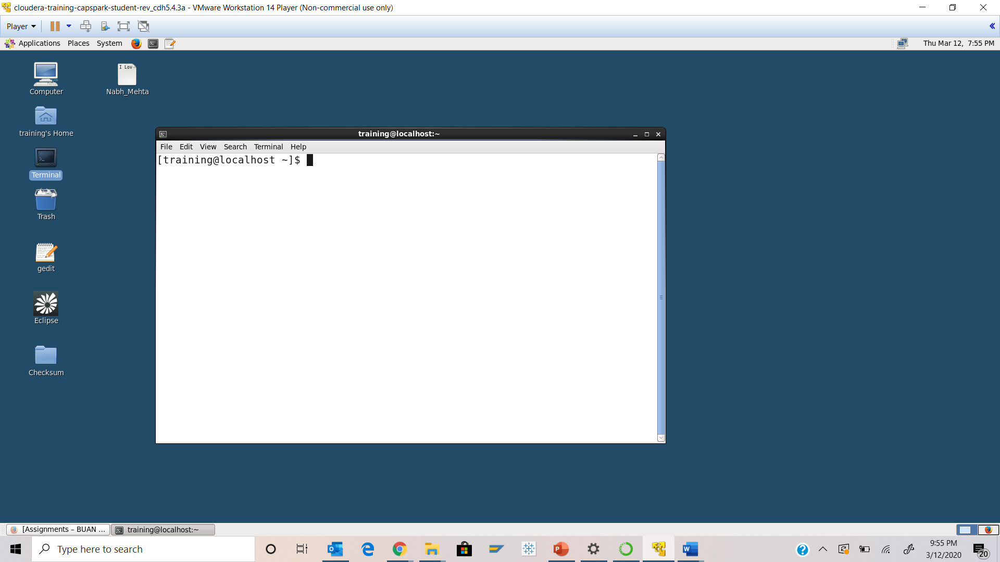 cloudera-training-capspark-student-rev_cdh5.4.3a - VMware Workstation 14 Player (Non-commercial use only)
Player
Applications Places System
Thu Mar 12, 7:55 PM
Computer
I Lov
Nabh_Mehta
training's Home
Terminal
Trash
gedit
Eclipse
Checksum
training@localhost:~
File Edit View Search Terminal Help
[training@localhost ~]$
[Assignments – BUAN ...
training@localhost:~
Type here to search
9:55 PM
3/12/2020
20